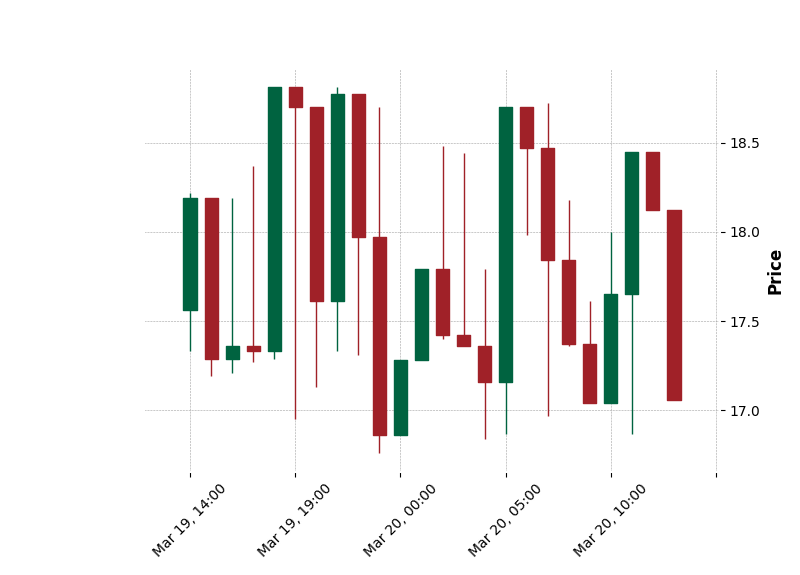 18.5
18.0
17.5
17.0
Price
Mar 19, 14:00
Mar 19, 19:00
Mar 20, 00:00
Mar 20, 05:00
Mar 20, 10:00